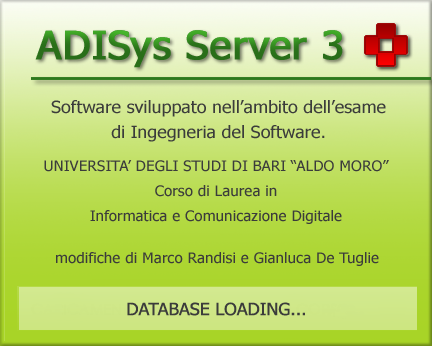 ADISys Server 3
Software sviluppato nell’ambito dell’esame
di Ingegneria del Software.
UNIVERSITA’ DEGLI STUDI DI BARI “ALDO MORO”
Corso di Laurea in
Informatica e Comunicazione Digitale
modifiche di Marco Randisi e Gianluca De Tuglie
DATABASE LOADING...